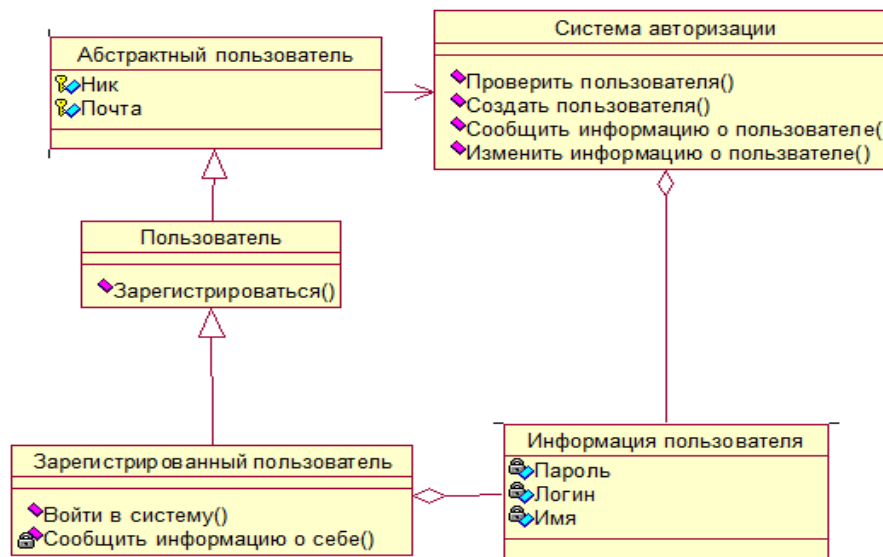 Абстрактный пользователь
Ник
Почта
Система авторизации
Проверить пользователя()
Создать пользователя()
Сообщить информацию о пользователе(
Изменить информацию о пользвателе()
Пользователь
Зарегистрироваться()
Зарегистрированный пользователь
Войти в систему()
Сообщить информацию о себе()
Информация пользователя
Пароль
Логин
Имя